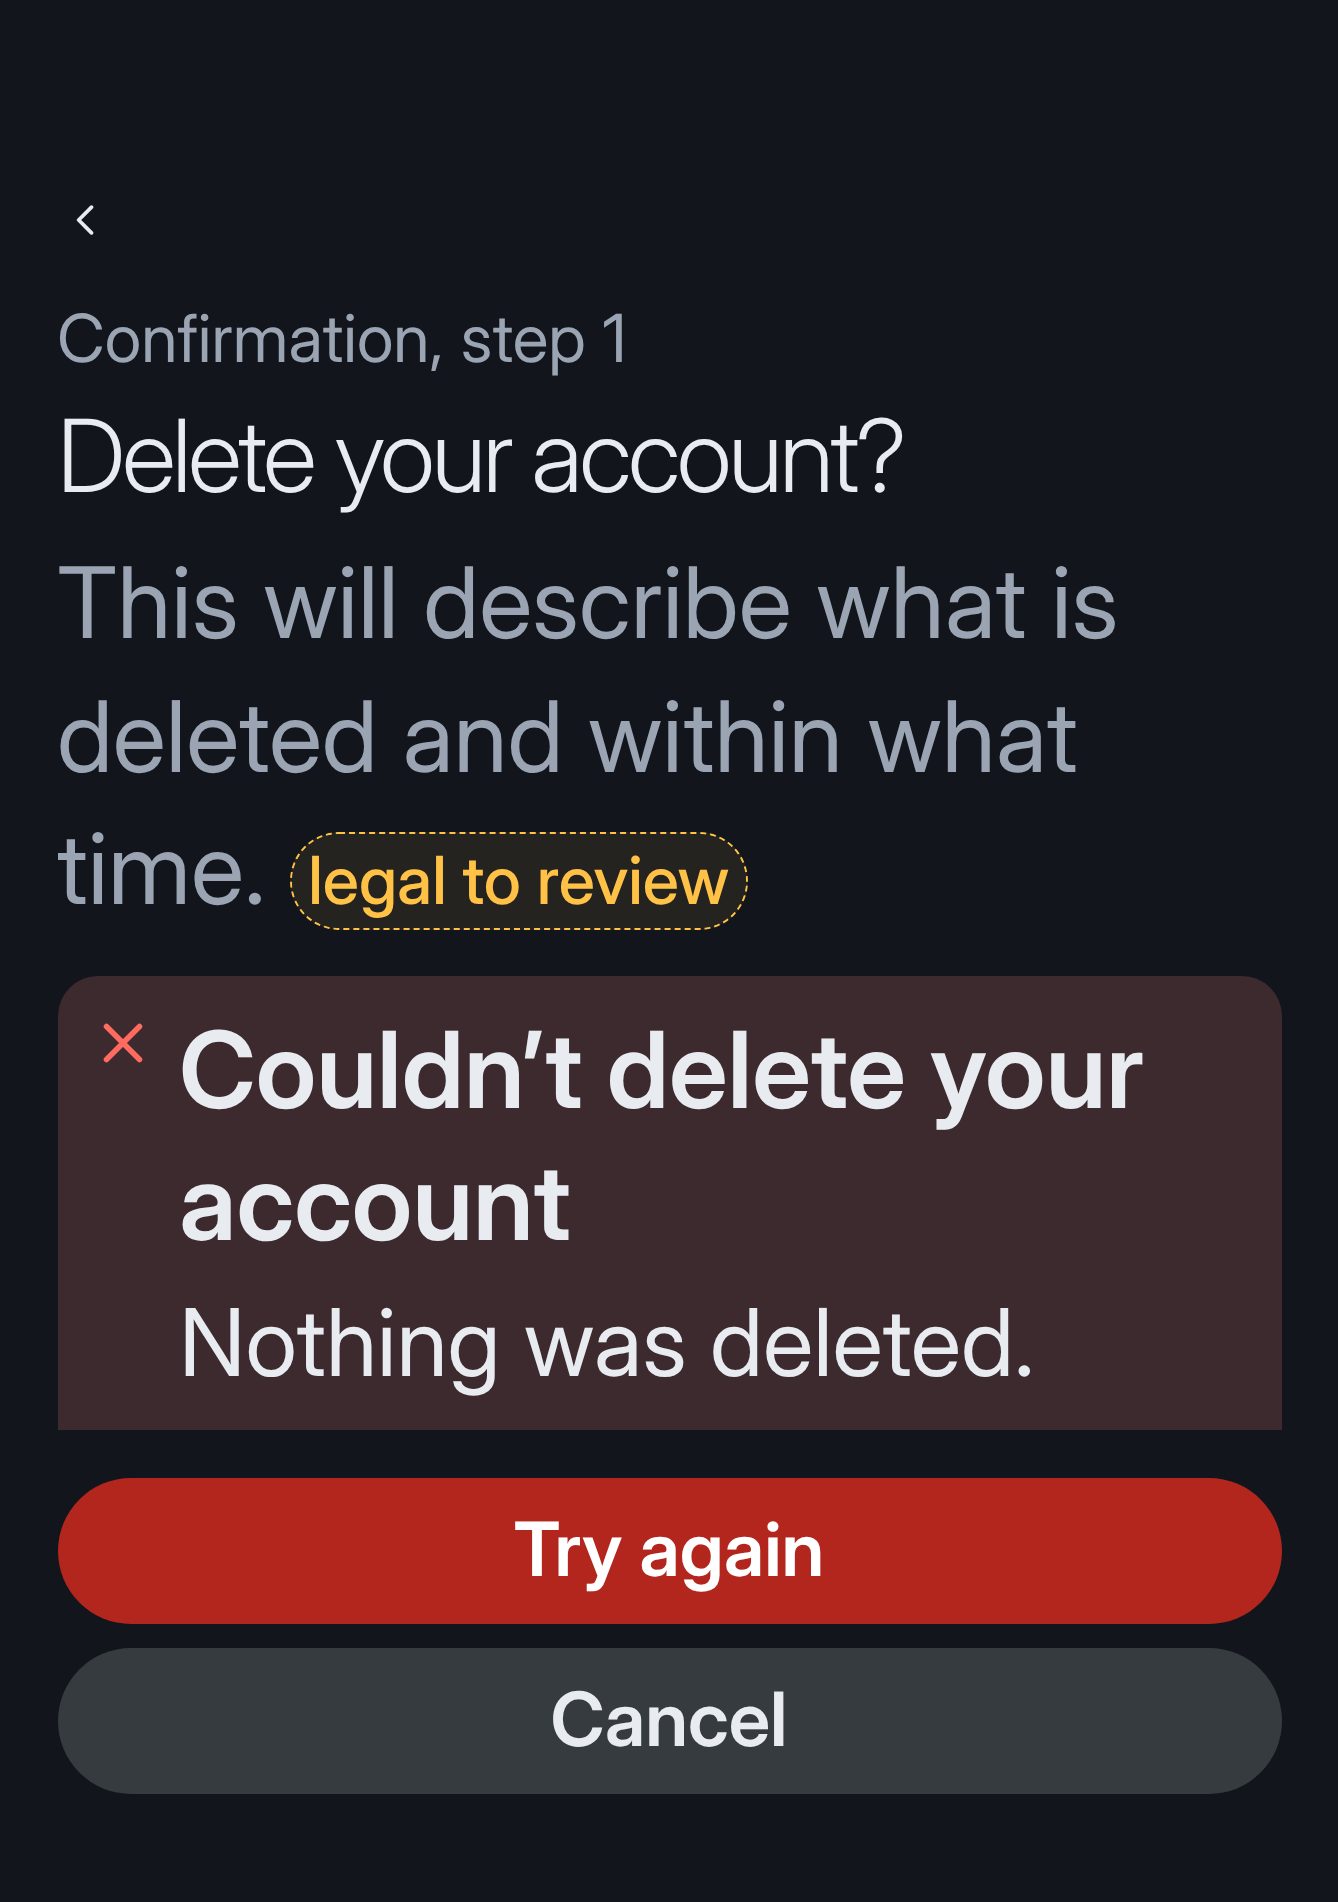 Confirmation, step 1
Delete your account?
This will describe what is
deleted and within what
time. legal to review
Couldn’t delete your
account
Nothing was deleted.
Try again
Cancel